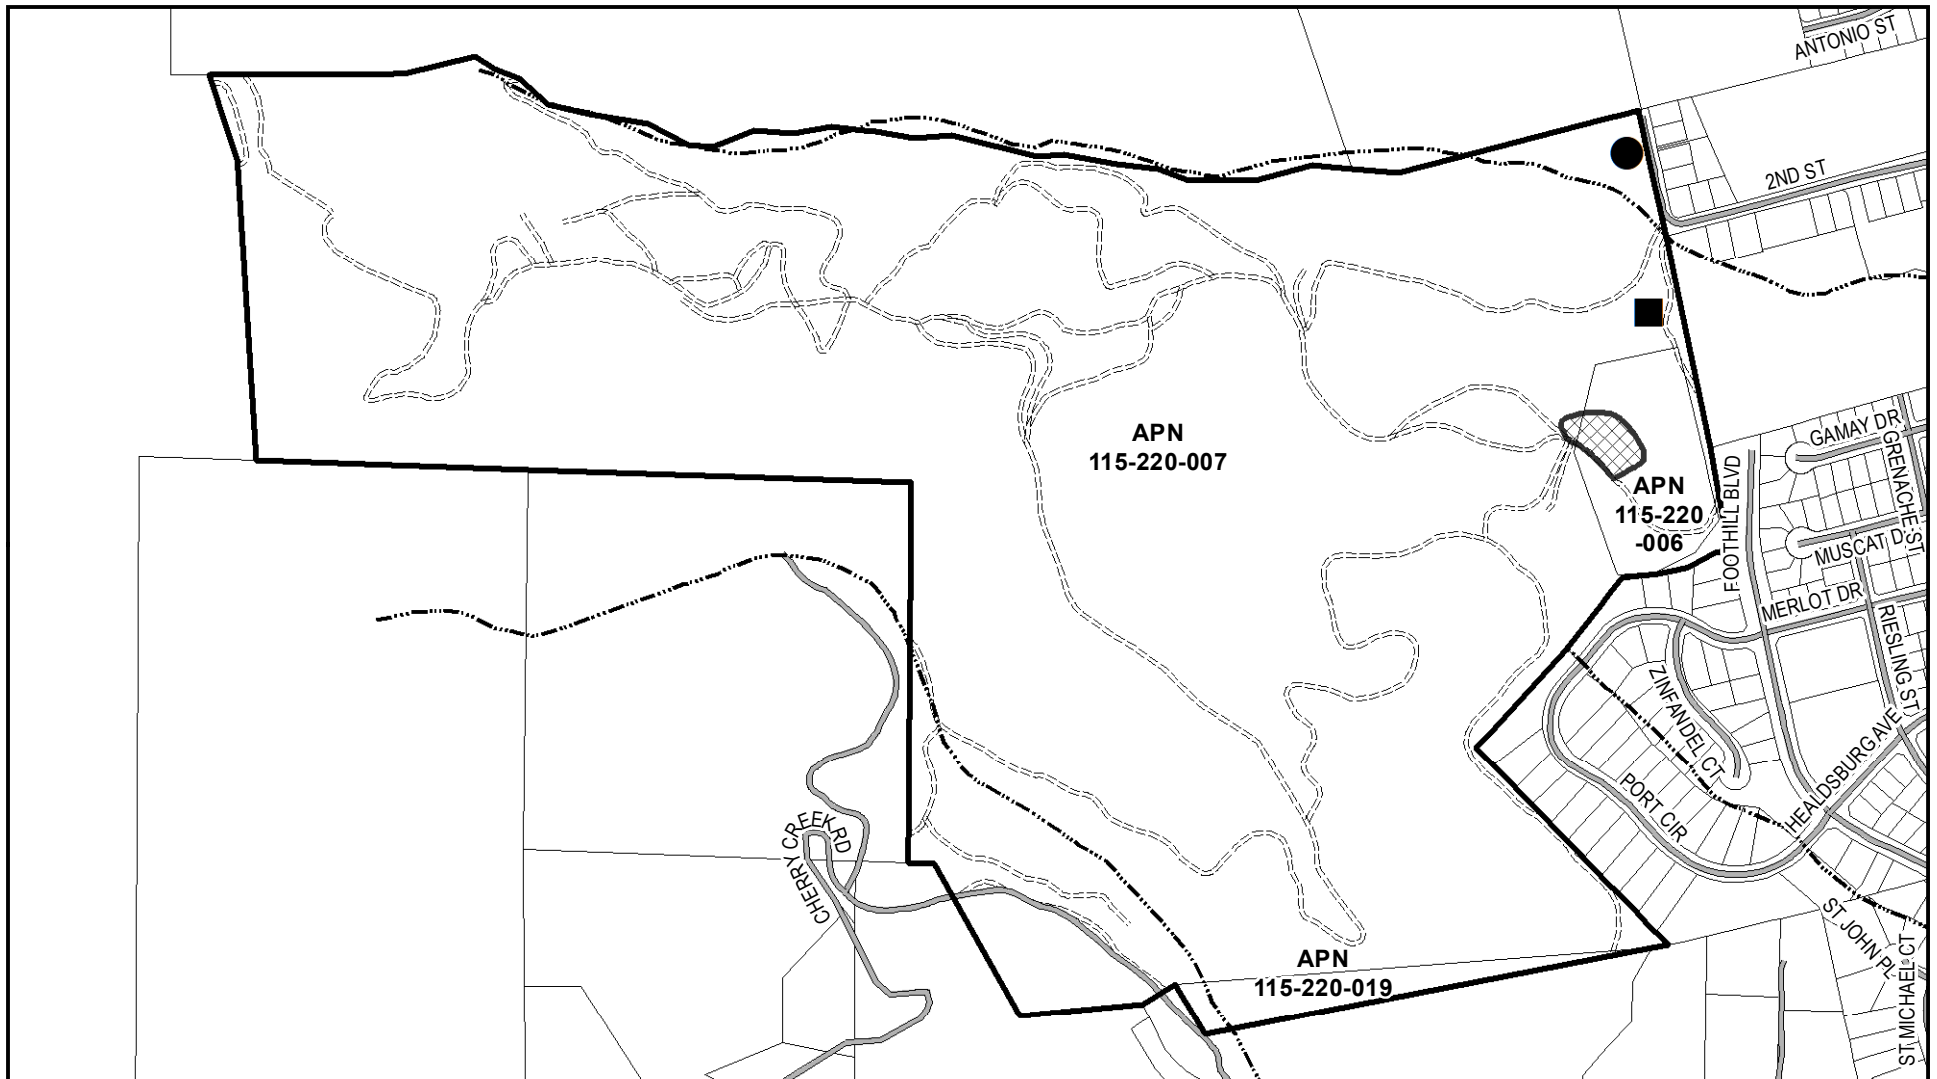 ANTONIO ST
2ND ST
APN
115-220-007
GAMAY DR
GRENACHE ST
FOOTHILL BLVD
APN
115-220
-006
MUSCAT D
MERLOT DR
RIESLING ST
ZINFANDEL CT
HEALDSBURG AVE
PORT CIR
CHERRY CREEK RD
ST JOHN PL
ST MICHAEL CT
APN
115-220-019